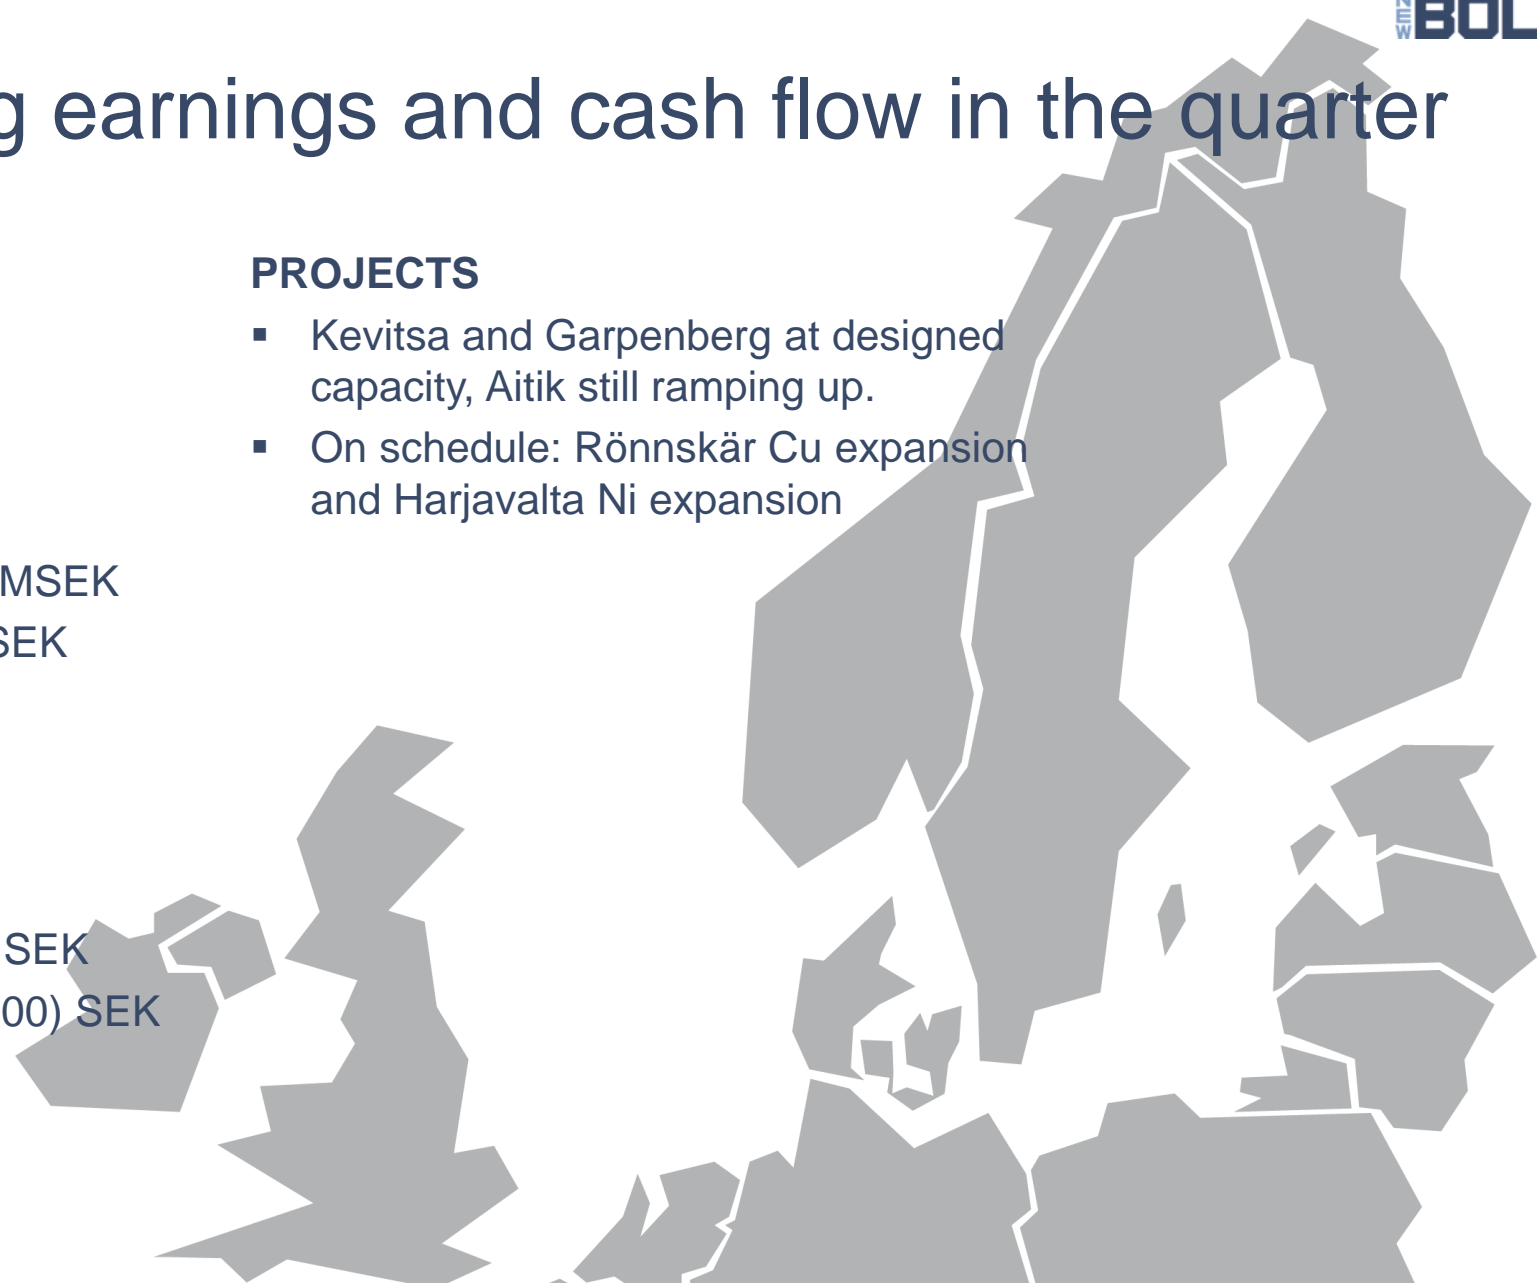 NEW BOL
g earnings and cash flow in the quarter
PROJECTS
▪ Kevitsa and Garpenberg at designed
capacity, Aitik still ramping up.
▪ On schedule: Rönnskär Cu expansion
and Harjavalta Ni expansion
MSEK
SEK
SEK
00) SEK